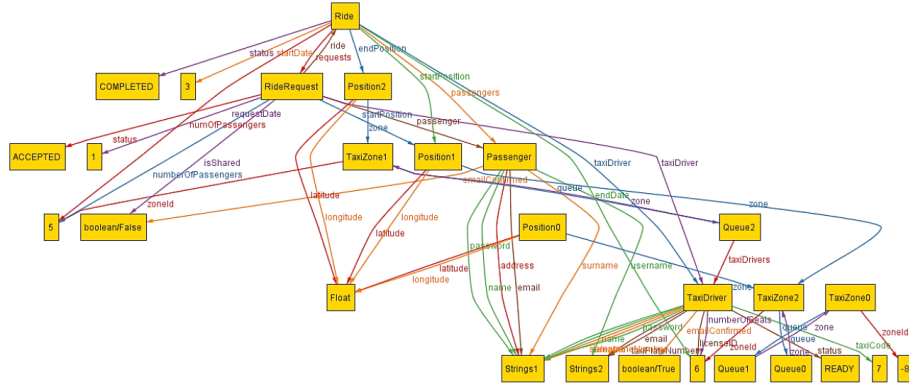 Ride
ride
requests
endPosition
status
startDate
startPosition
passengers
COMPLETED
3
RideRequest
Position2
requestDate
numOfPassengers
startPosition
passenger
zone
status
taxiDriver
taxiDriver
ACCEPTED
1
TaxiZone1
Position1
Passenger
isShared
numberOfPassengers
emailConfirmed
queue
endDate
zone
zone
latitude
longitude
zoneId
longitude
latitude
5
boolean/False
Position0
Queue2
password
address
surname
username
taxiDrivers
latitude
longitude
name
email
zone
Float
TaxiDriver
TaxiZone2
TaxiZone0
numberOfSeats
password
emailConfirmed
name
email
licenseID
zoneId
queue
queue
zone
zone
status
zoneId
taxiCode
Strings1
Strings2
boolean/True
6
Queue1
Queue0
READY
7
-8